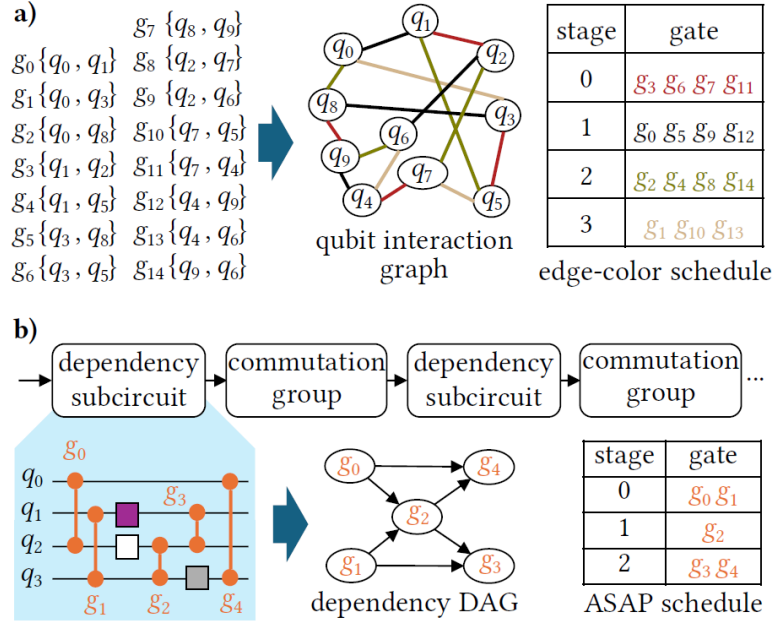 a)
g7 {q8 , q9}
g0 {q0 , q1} g8 {q2 , q7}
g1 {q0 , q3} g9 {q2 , q6}
g2 {q0 , q8} g10 {q7 , q5}
g3 {q1 , q2} g11 {q7 , q4}
g4 {q1 , q5} g12 {q4 , q9}
g5 {q3 , q8} g13 {q4 , q6}
g6 {q3 , q5} g14 {q9 , q6}
q1
q0 q2
q8 q3
q9 q6
q7
q4 q5
qubit interaction
graph
stage gate
0 g3 g6 g7 g11
1 g0 g5 g9 g12
2 g2 g4 g8 g14
3 g1 g10 g13
edge-color schedule
b)
dependency
subcircuit
commutation
group
dependency
subcircuit
commutation
group
...
g0
q0
q1 g3
q2
q3
g1 g2 g4
g0 g4
g2
g1 g3
dependency DAG
stage gate
0 g0 g1
1 g2
2 g3 g4
ASAP schedule